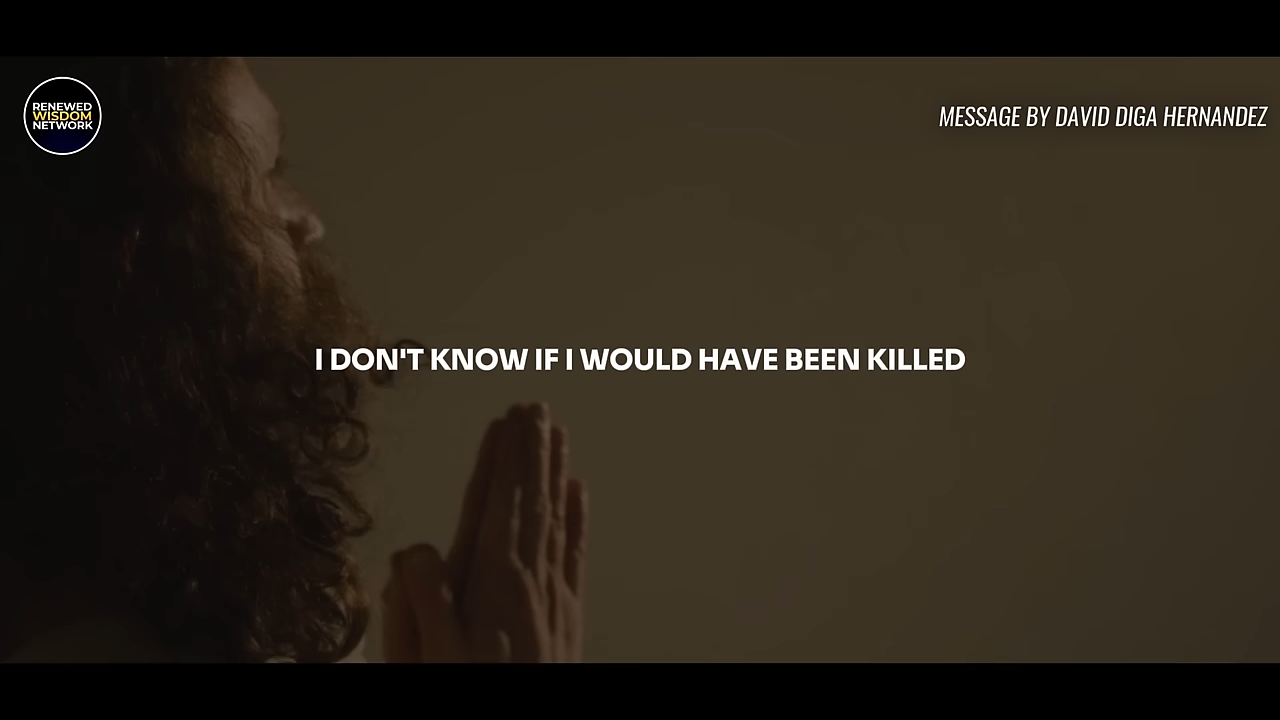 RENEWED
WISDOM
NETWORK
MESSAGE BY DAVID DIGA HERNANDEZ
I DON'T KNOW IF I WOULD HAVE BEEN KILLED